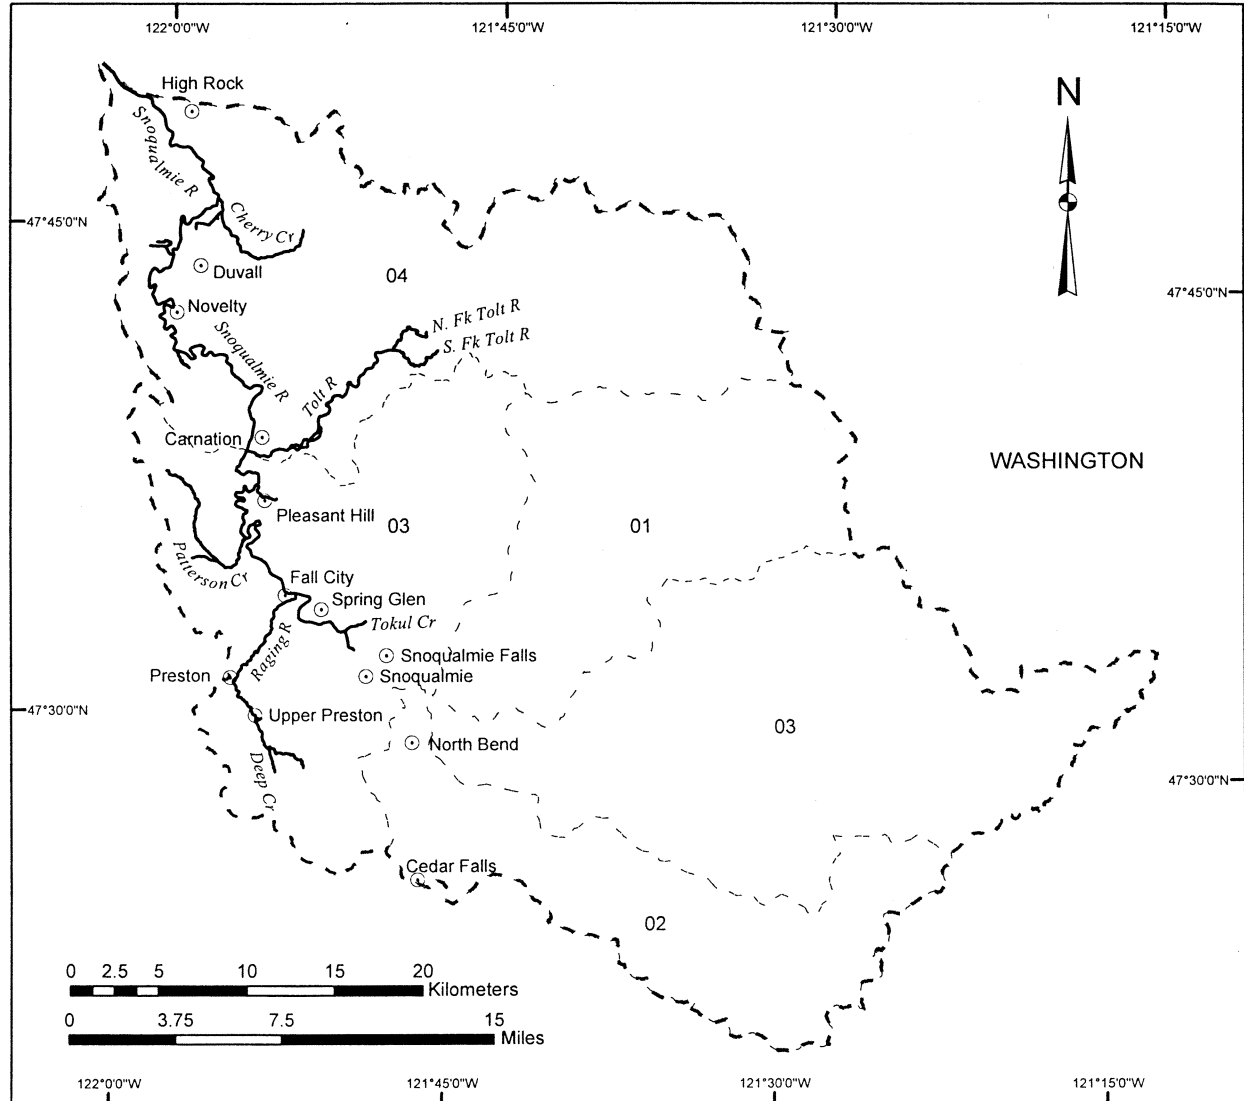 122°0'0"W
121°45'0"W
121°30'0"W
121°15'0"W
High Rock
N
Snoqualmie R
Cherry Cr
47°45'0"N
Duvall
04
47°45'0"N
Novelty
N. Fk Tolt R
S. Fk Tolt R
Snoqualmie R
Tolt R
Carnation
WASHINGTON
Pleasant Hill
03
01
Patterson Cr
Fall City
Spring Glen
Tokul Cr
Raging R
Snoqualmie Falls
Preston
Snoqualmie
47°30'0"N
Upper Preston
North Bend
03
Deep Cr
47°30'0"N
Cedar Falls
02
0 2.5 5 10 15 20
Kilometers
0 3.75 7.5 15
Miles
122°0'0"W
121°45'0"W
121°30'0"W
121°15'0"W